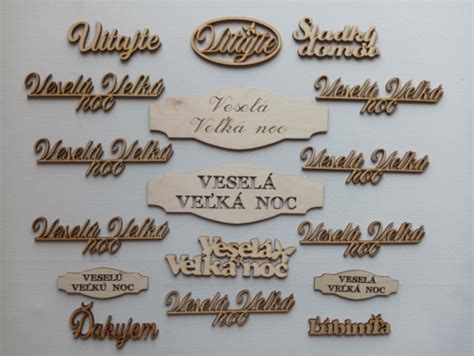 Vitajte
Vitajte
Sladký
domov
Veselá Veľká
noc
Veselá
Veľká noc
Veselá Veľká
noc
Veselá Veľká
noc
VESELÁ
VEĽKÁ NOC
Veselá Veľká
noc
Veselá Veľká
noc
Veselá
Veľká noc
Veselá Veľká
noc
VESELÚ
VEĽKÚ NOC
Veselá Veľká
noc
VESELÁ
VEĽKÁ NOC
Ďakujem
Ľúbim Ťa